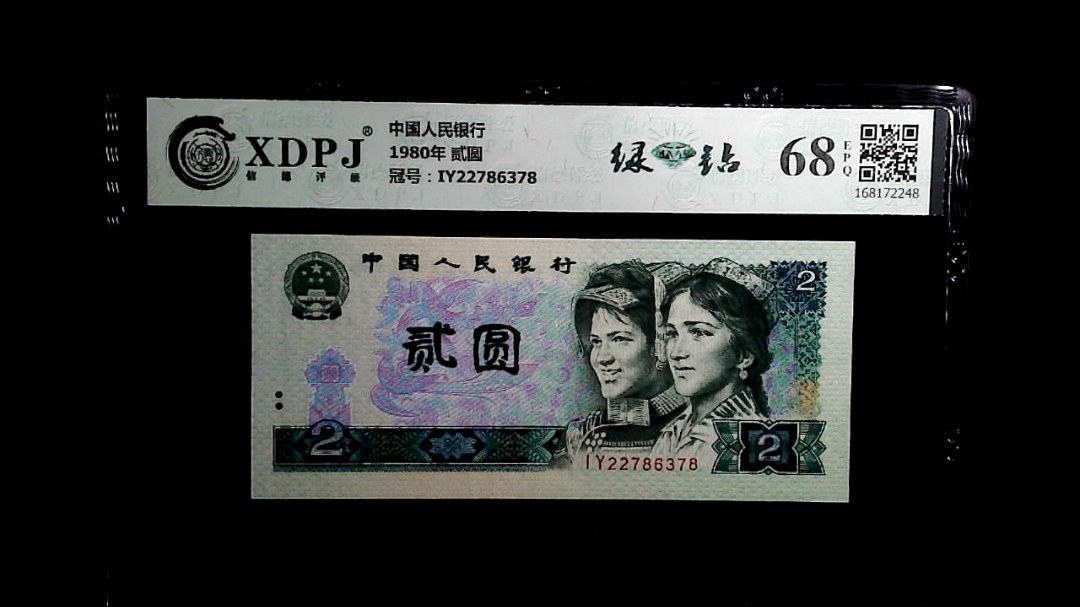 XDPJ®
信德评级
中国人民银行
1980年 贰圆
冠号：IY22786378
绿钻
68
EPQ
168172248
中国人民银行
2
贰圆
2
2
IY22786378